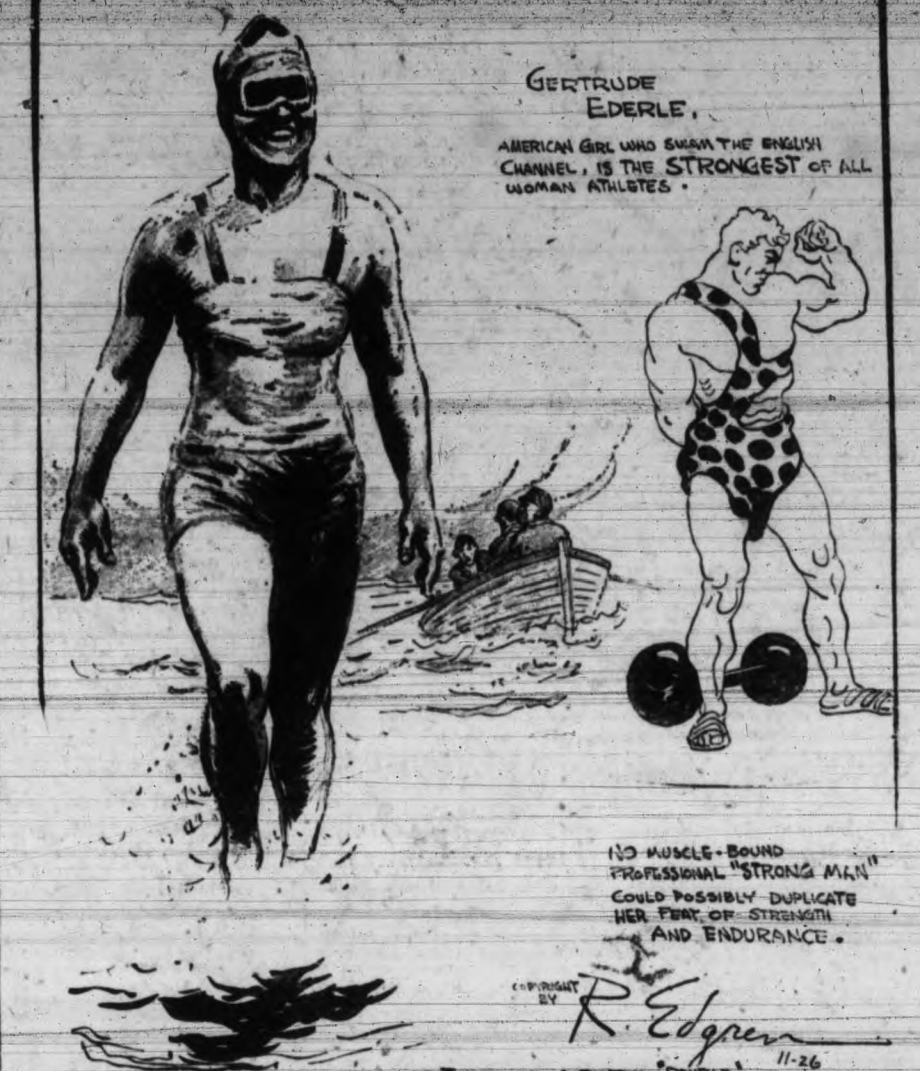 GERTRUDE
EDERLE,
AMERICAN GIRL WHO SWAM THE ENGLISH
CHANNEL, IS THE STRONGEST OF ALL
WOMAN ATHLETES.
NO MUSCLE-BOUND
PROFESSIONAL "STRONG MAN"
COULD POSSIBLY DUPLICATE
HER FEAT OF STRENGTH
AND ENDURANCE.
COPYRIGHT
BY
R. Edgren
11-26